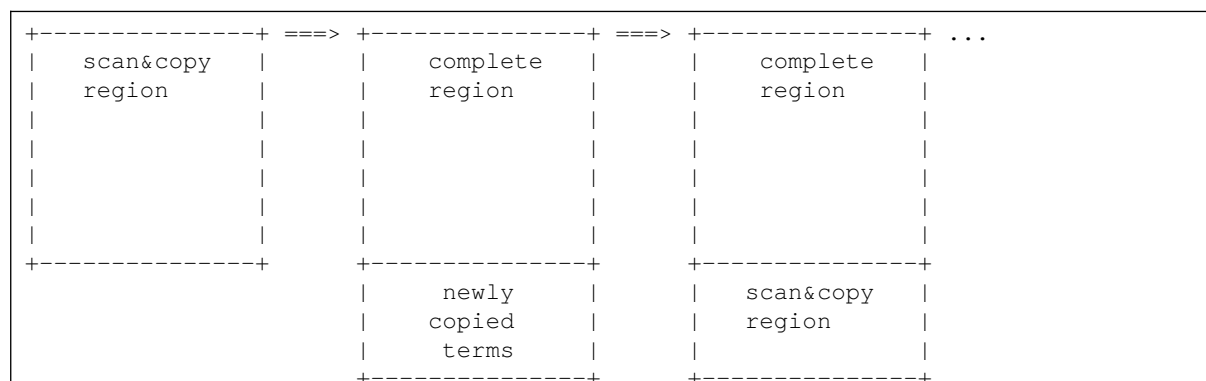 +---------------+ ===> +---------------+ ===> +---------------+ ...
|   scan&copy   |      |    complete   |      |    complete   |
|   region      |      |    region     |      |    region     |
|               |      |               |      |               |
|               |      |               |      |               |
|               |      |               |      |               |
|               |      |               |      |               |
|               |      |               |      |               |
+---------------+      +---------------+      +---------------+
                       |     newly     |      |   scan&copy   |
                       |    copied     |      |   region      |
                       |     terms     |      |               |
                       +---------------+      +---------------+